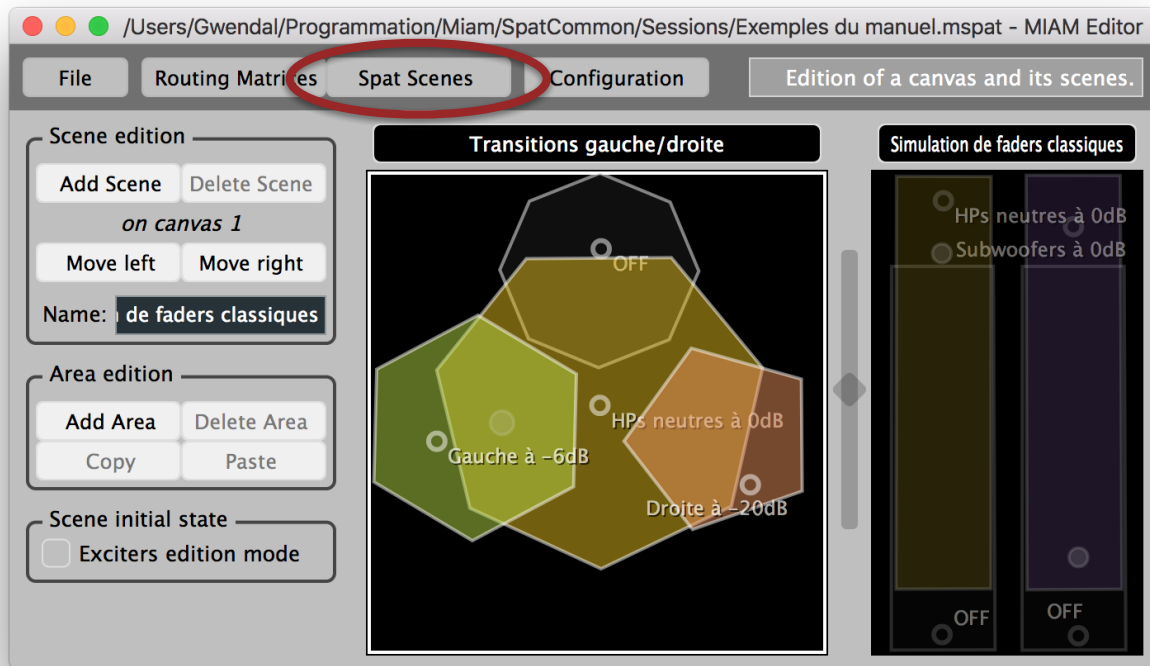 /Users/Gwendal/Programmation/Miam/SpatCommon/Sessions/Exemples du manuel.mspat - MIAM Editor
File
Routing Matrices
Spat Scenes
Configuration
Edition of a canvas and its scenes.
Scene edition
Add Scene
Delete Scene
on canvas 1
Move left
Move right
Name:
de faders classiques
Area edition
Add Area
Delete Area
Copy
Paste
Scene initial state
Exciters edition mode
Transitions gauche/droite
OFF
HPs neutres à 0dB
Gauche à -6dB
Droite à -20dB
Simulation de faders classiques
HPs neutres à 0dB
Subwoofers à 0dB
OFF
OFF